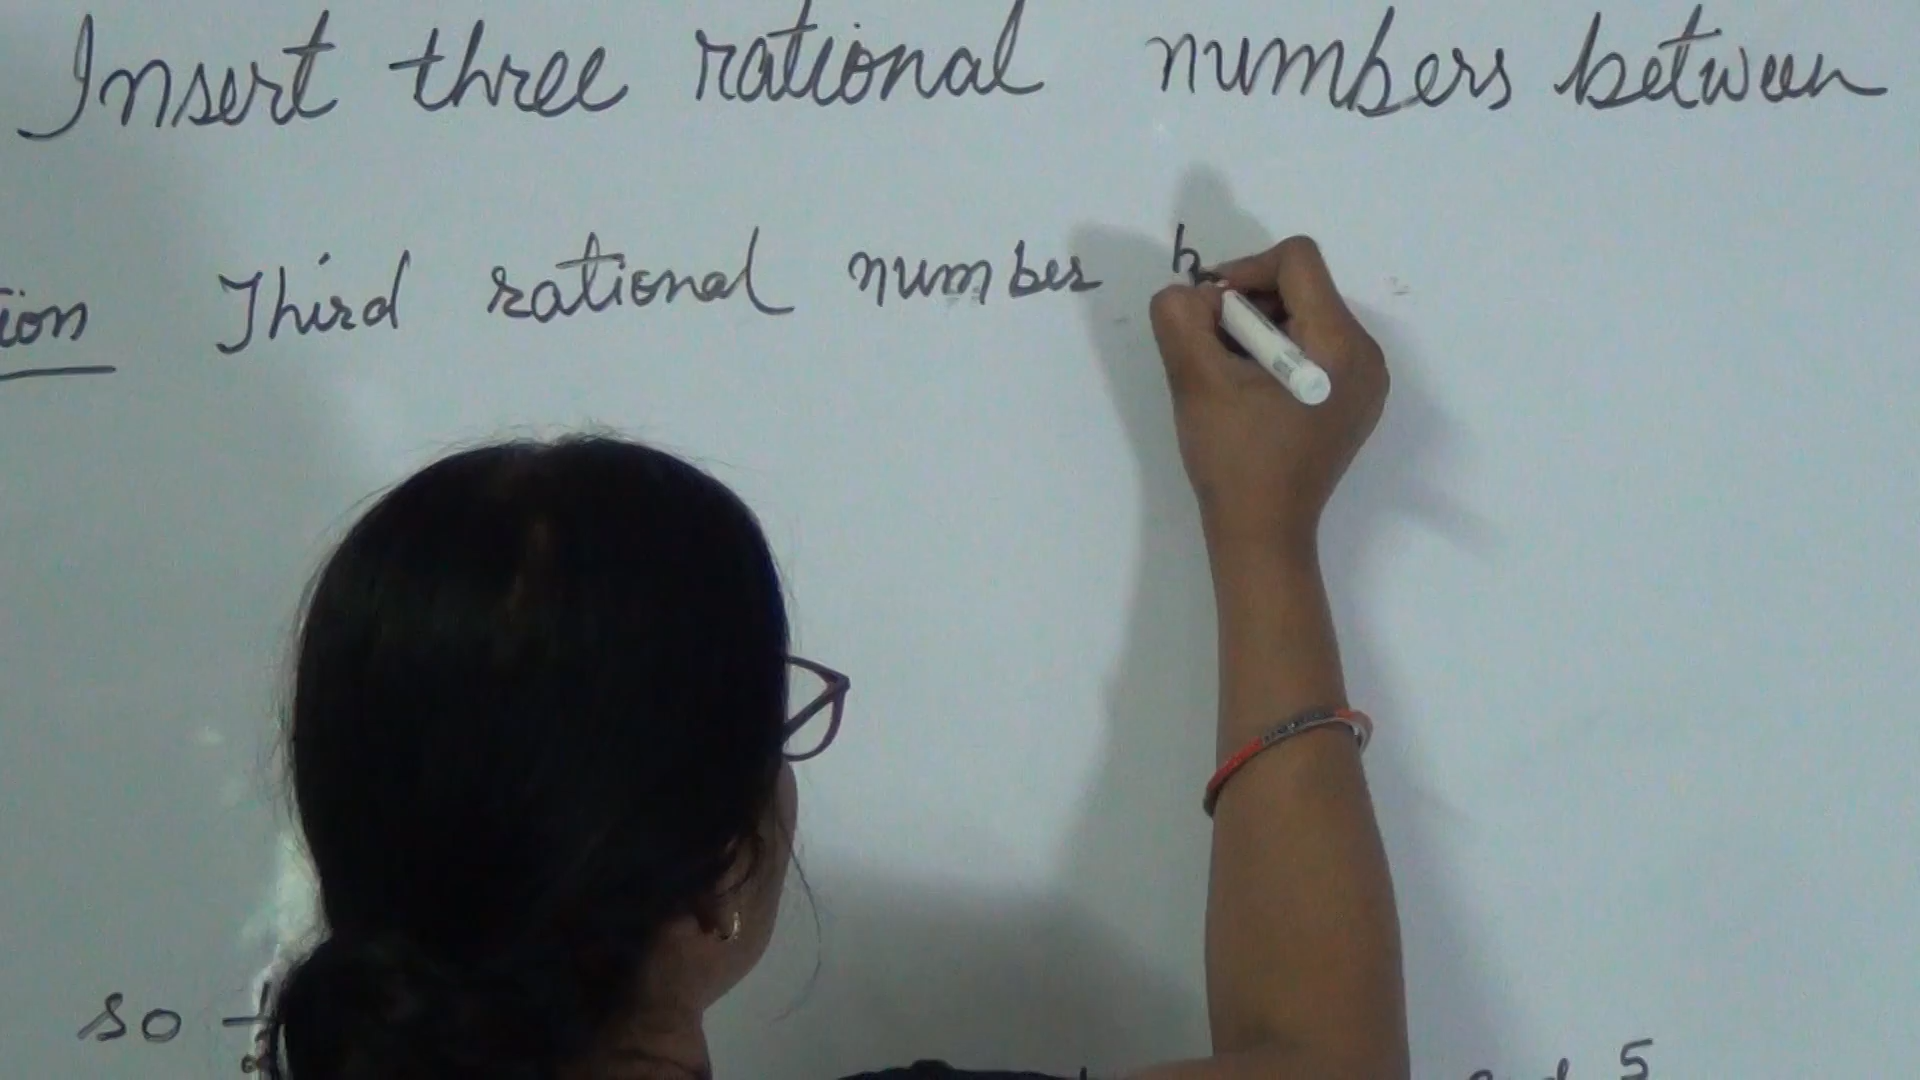 Insert three rational numbers between
ion Third rational number
so
5